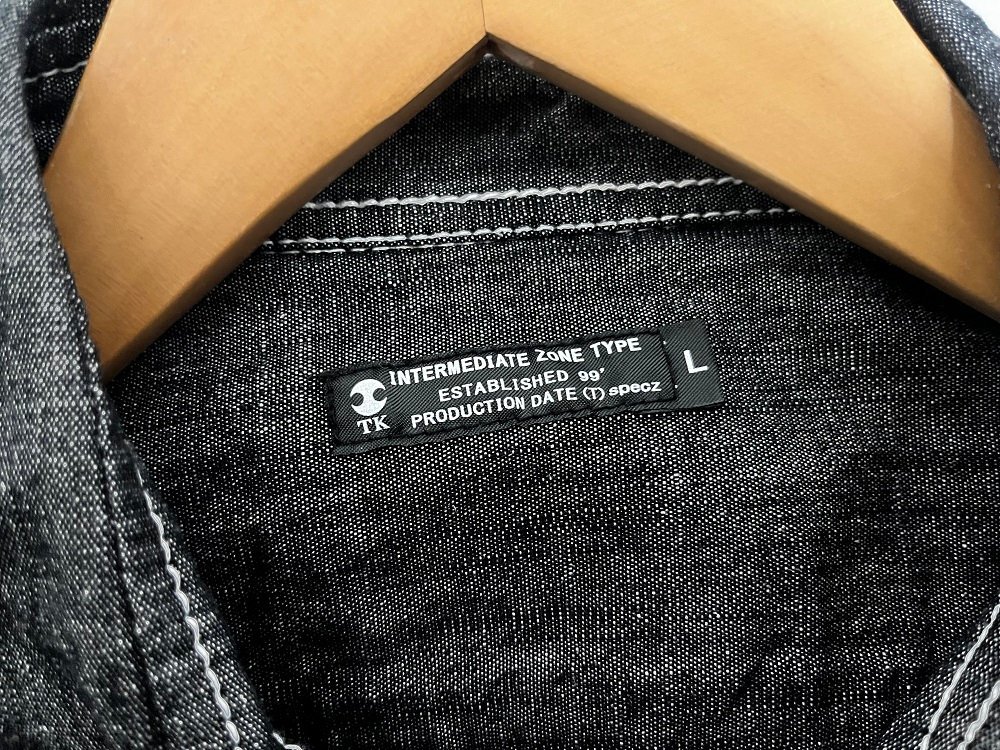 INTERMEDIATE ZONE TYPE
ESTABLISHED 99'
PRODUCTION DATE (T) specz
TK
L